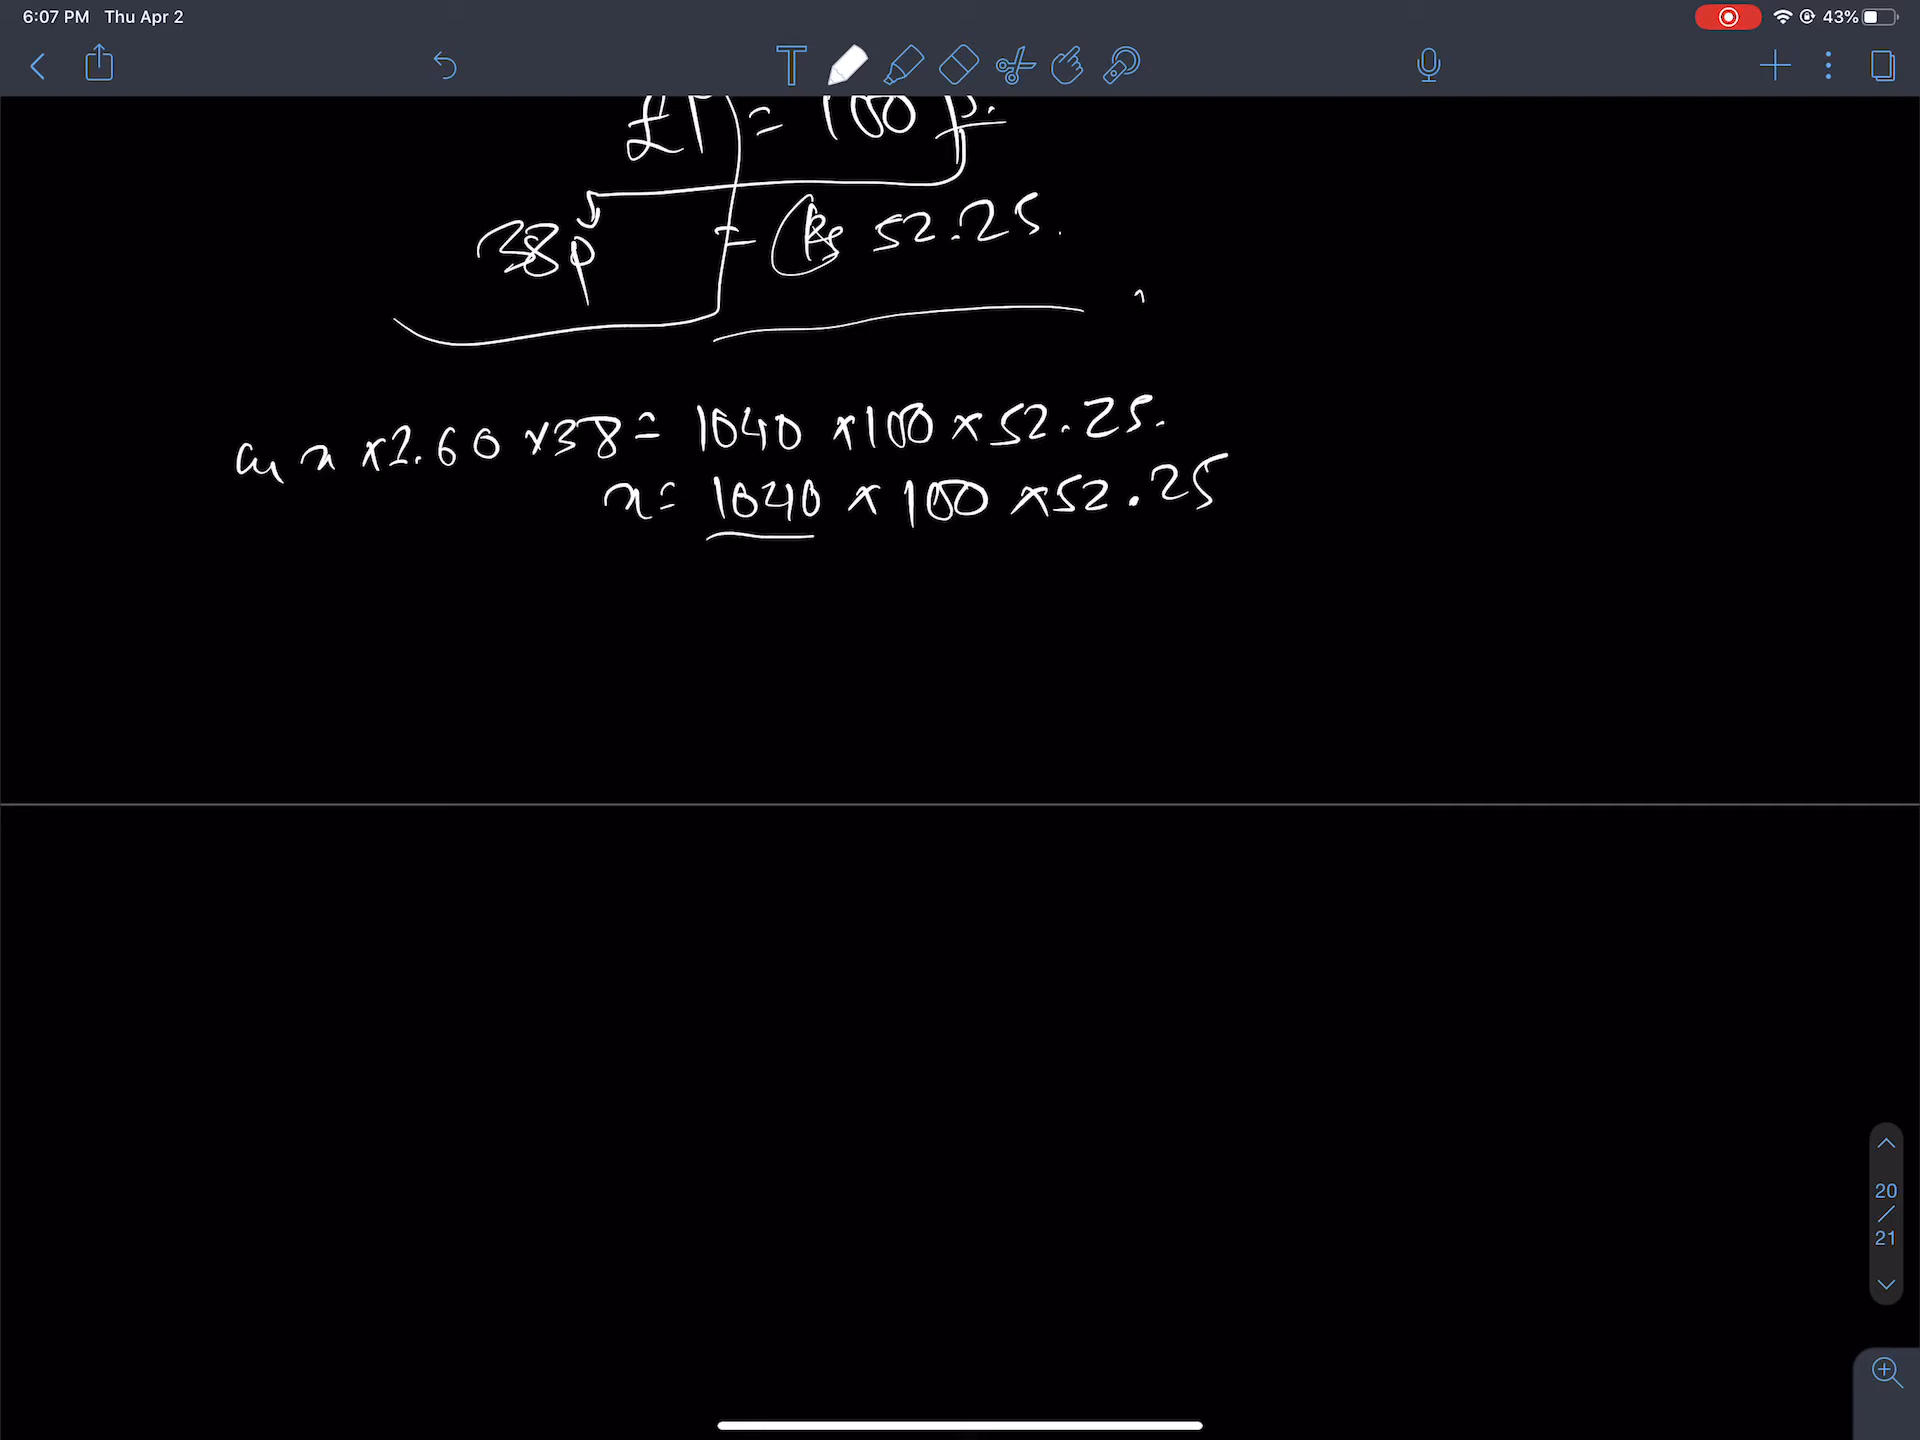 6:07 PM Thu Apr 2
43%
£1 = 100 p.
38p = Rs 52.25.
x × 2.60 × 38 = 1040 × 100 × 52.25.
x = 1040 × 100 × 52.25
20
/
21